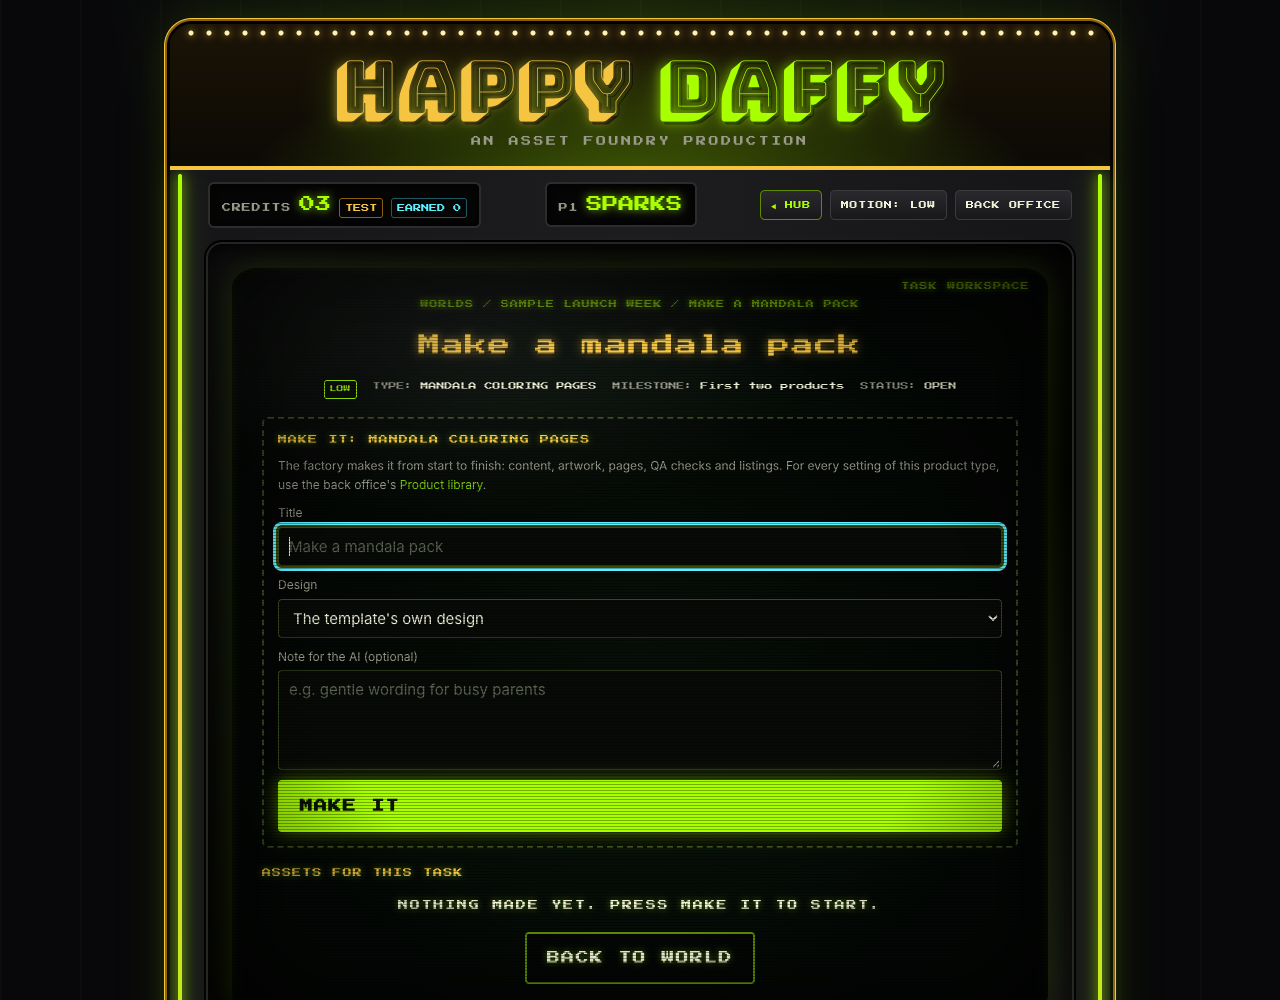 HAPPY DAFFY
AN ASSET FOUNDRY PRODUCTION
CREDITS 03 TEST EARNED 0
P1 SPARKS
◂ HUB
MOTION: LOW
BACK OFFICE
TASK WORKSPACE
WORLDS / SAMPLE LAUNCH WEEK / MAKE A MANDALA PACK
Make a mandala pack
LOW TYPE: MANDALA COLORING PAGES MILESTONE: First two products STATUS: OPEN
MAKE IT: MANDALA COLORING PAGES
The factory makes it from start to finish: content, artwork, pages, QA checks and listings. For every setting of this product type,
use the back office's Product library.
Title
Make a mandala pack
Design
The template's own design
Note for the AI (optional)
e.g. gentle wording for busy parents
MAKE IT
ASSETS FOR THIS TASK
NOTHING MADE YET. PRESS MAKE IT TO START.
BACK TO WORLD